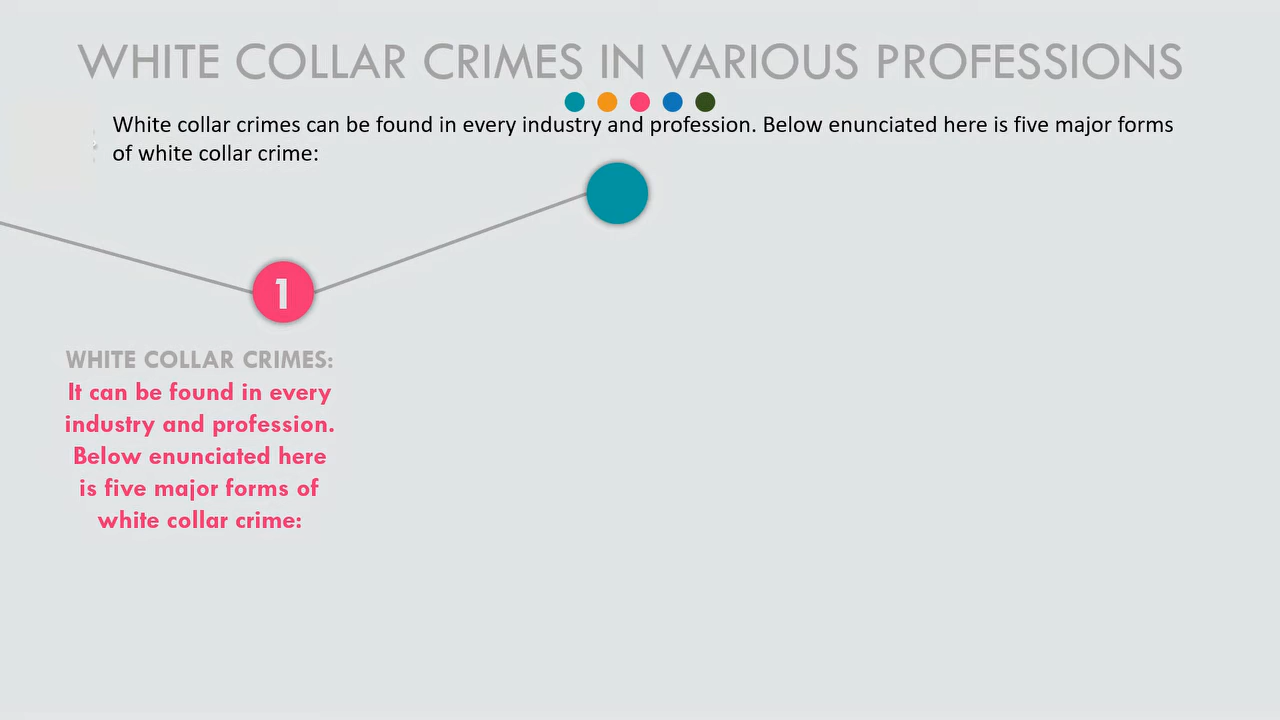 WHITE COLLAR CRIMES IN VARIOUS PROFESSIONS
White collar crimes can be found in every industry and profession. Below enunciated here is five major forms
of white collar crime:
1
WHITE COLLAR CRIMES:
It can be found in every
industry and profession.
Below enunciated here
is five major forms of
white collar crime: